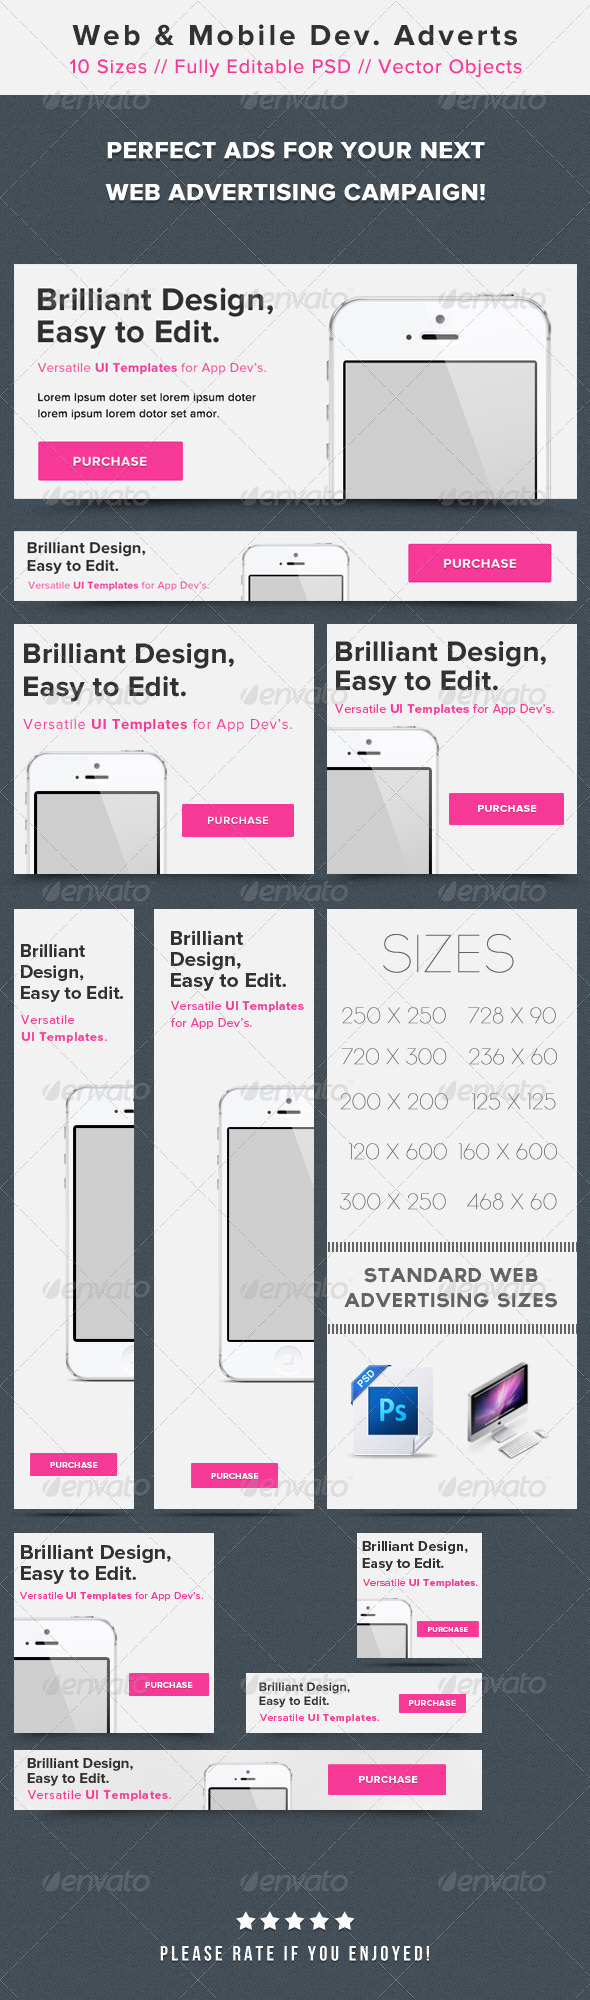 Web & Mobile Dev. Adverts
10 Sizes // Fully Editable PSD // Vector Objects
PERFECT ADS FOR YOUR NEXT
WEB ADVERTISING CAMPAIGN!
Brilliant Design,
Easy to Edit.
Versatile UI Templates for App Dev's.
Lorem Ipsum doter set lorem ipsum doter
lorem ipsum lorem dotor set amor.
PURCHASE
Brilliant Design,
Easy to Edit.
Versatile UI Templates for App Dev's.
PURCHASE
Brilliant Design,
Easy to Edit.
Versatile UI Templates for App Dev's.
PURCHASE
Brilliant Design,
Easy to Edit.
Versatile UI Templates for App Dev's.
PURCHASE
Brilliant
Design,
Easy to Edit.
Versatile
UI Templates.
PURCHASE
Brilliant
Design,
Easy to Edit.
Versatile UI Templates
for App Dev's.
PURCHASE
SIZES
250 X 250 728 X 90
720 X 300 236 X 60
200 X 200 125 X 125
120 X 600 160 X 600
300 X 250 468 X 60
STANDARD WEB
ADVERTISING SIZES
PSD
Ps
Brilliant Design,
Easy to Edit.
Versatile UI Templates for App Dev's.
PURCHASE
Brilliant Design,
Easy to Edit.
Versatile UI Templates.
PURCHASE
Brilliant Design,
Easy to Edit.
Versatile UI Templates.
PURCHASE
Brilliant Design,
Easy to Edit.
Versatile UI Templates.
PURCHASE
PLEASE RATE IF YOU ENJOYED!
envato